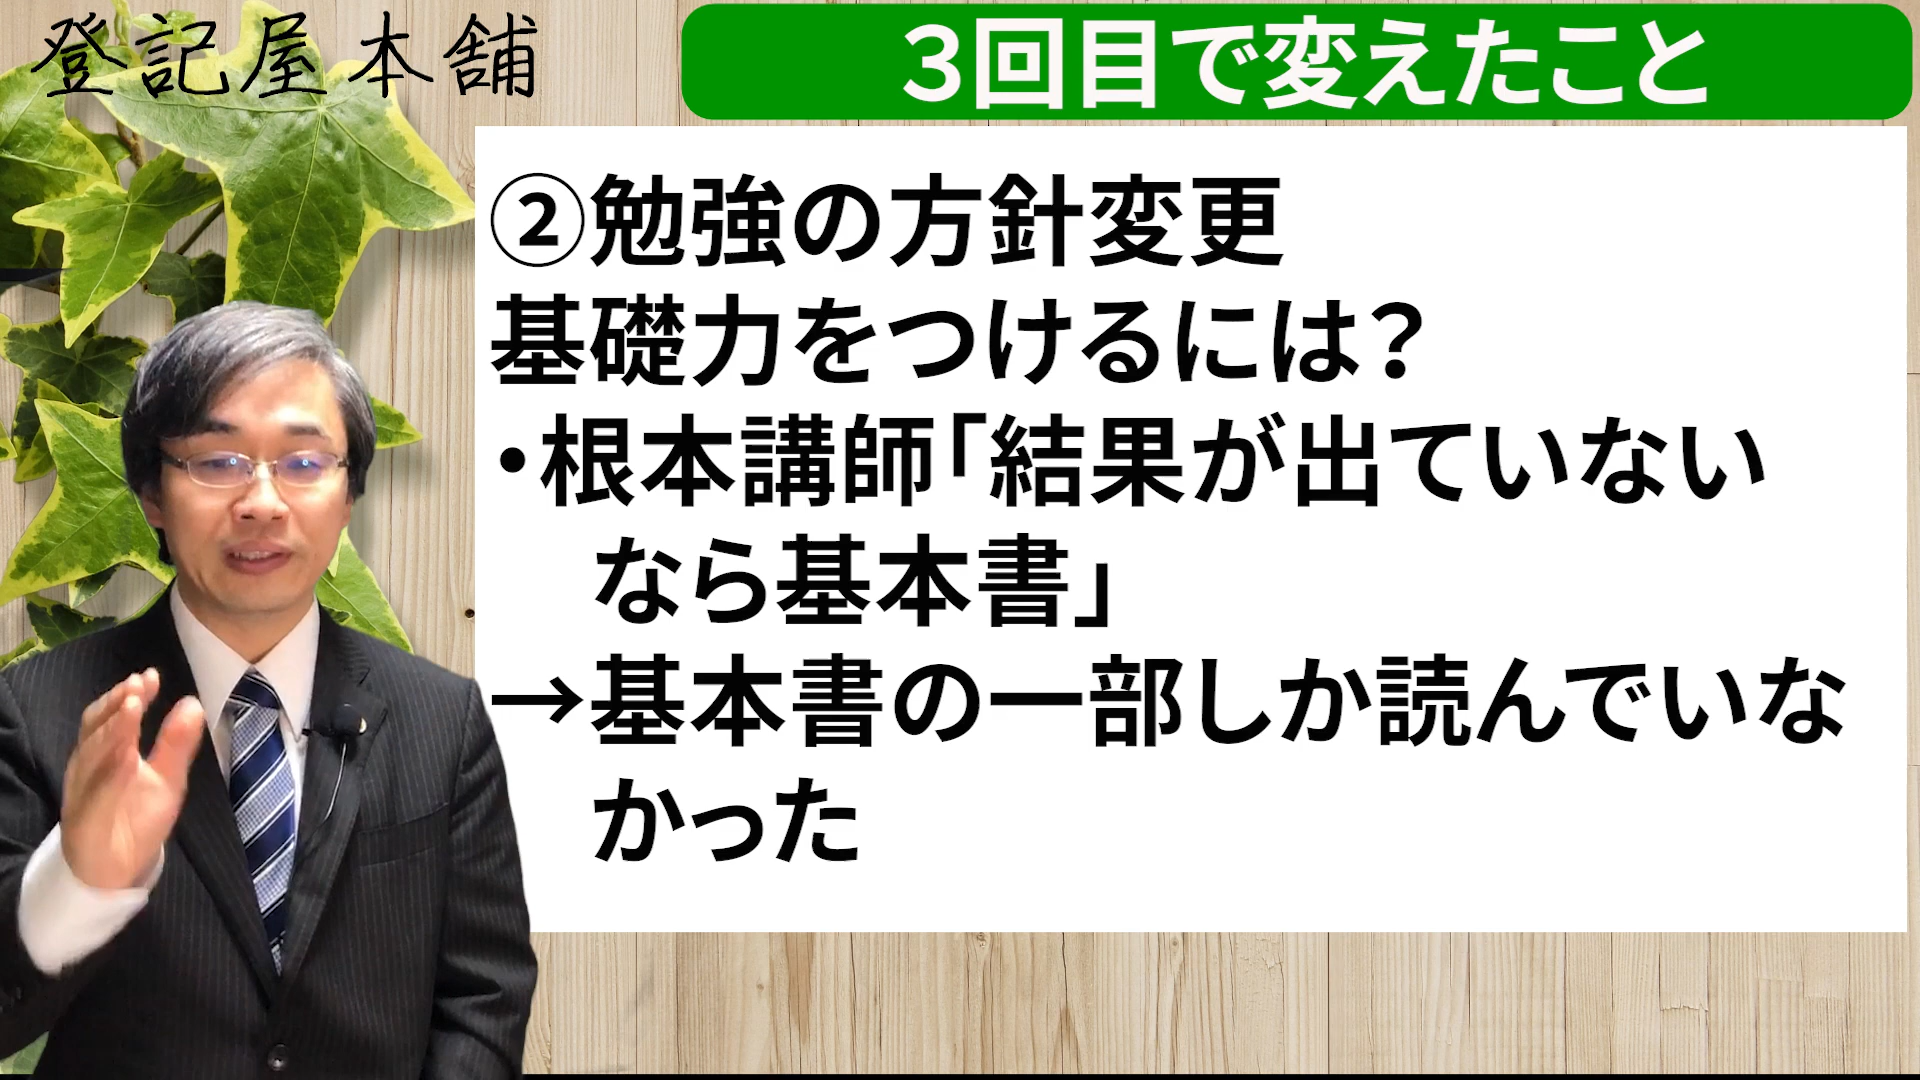 登記屋本舗
３回目で変えたこと
②勉強の方針変更
基礎力をつけるには？
・根本講師「結果が出ていない
なら基本書」
→基本書の一部しか読んでいな
かった